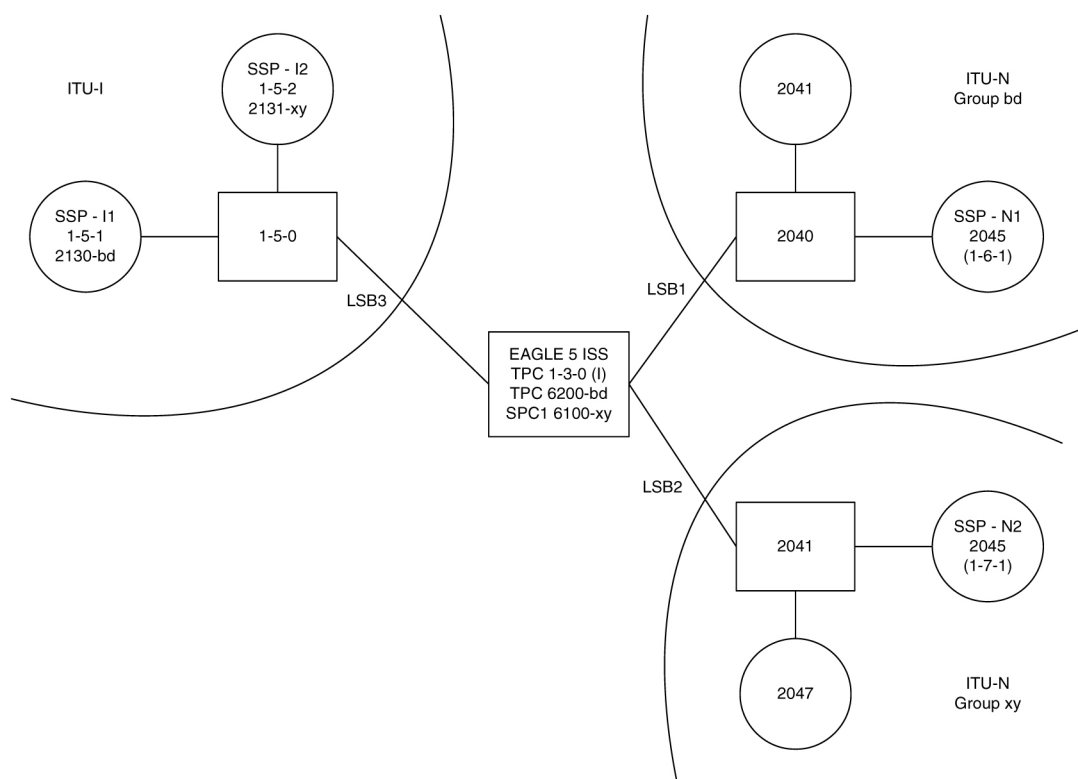 ITU-I
SSP - I2
1-5-2
2131-xy
SSP - I1
1-5-1
2130-bd
1-5-0
LSB3
2041
ITU-N
Group bd
2040
SSP - N1
2045
(1-6-1)
LSB1
EAGLE 5 ISS
TPC 1-3-0 (I)
TPC 6200-bd
SPC1 6100-xy
LSB2
2041
SSP - N2
2045
(1-7-1)
2047
ITU-N
Group xy